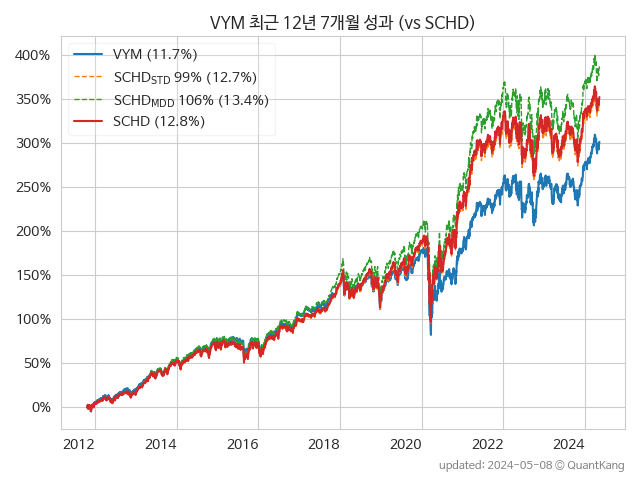 VYM 최근 12년 7개월 성과 (vs SCHD)
VYM (11.7%)
SCHD_STD 99% (12.7%)
SCHD_MDD 106% (13.4%)
SCHD (12.8%)
400%
350%
300%
250%
200%
150%
100%
50%
0%
2012 2014 2016 2018 2020 2022 2024
updated: 2024-05-08 © QuantKang